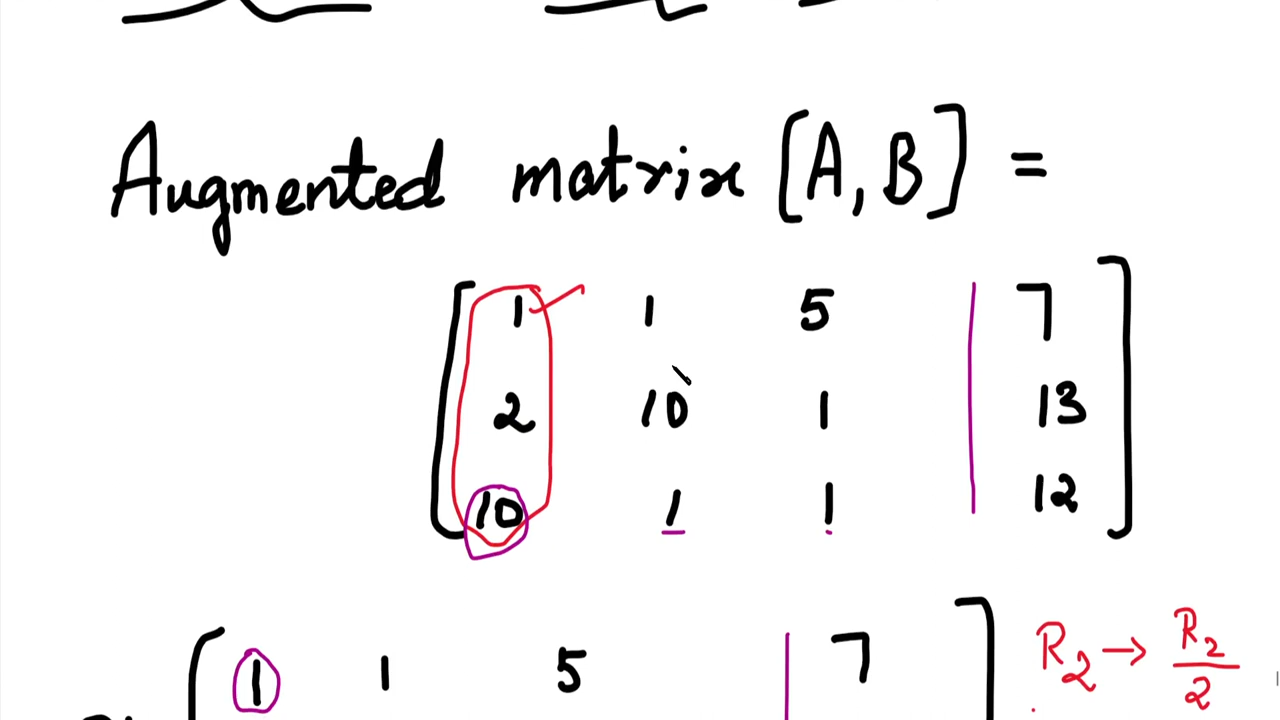 Augmented matrix [A, B] =
1 1 5 | 7
2 10 1 | 13
10 1 1 | 12
1 1 5 | 7 R₂ → R₂/2